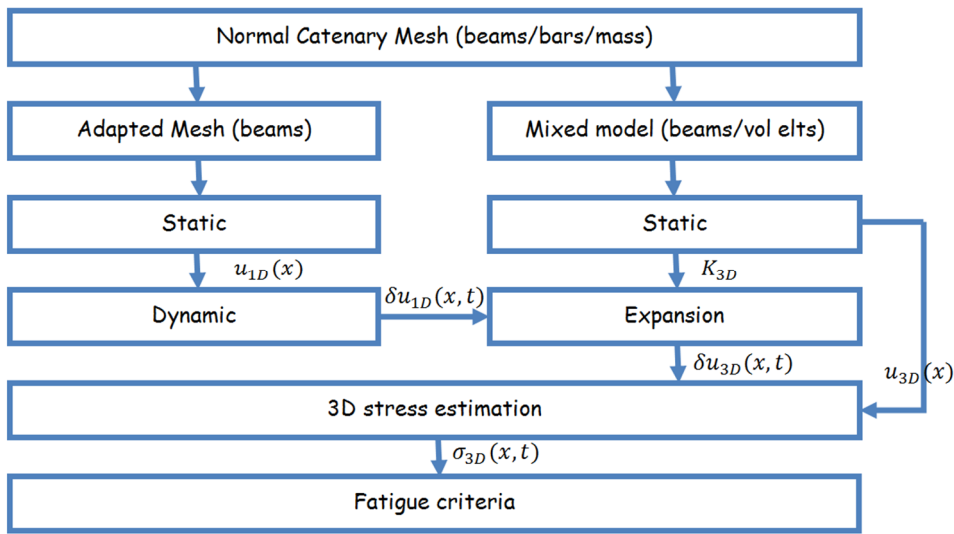 Normal Catenary Mesh (beams/bars/mass)
Adapted Mesh (beams)
Mixed model (beams/vol elts)
Static
Static
u₁D(x)
K₃D
δu₁D(x,t)
Dynamic
Expansion
δu₃D(x,t)
u₃D(x)
3D stress estimation
σ₃D(x,t)
Fatigue criteria